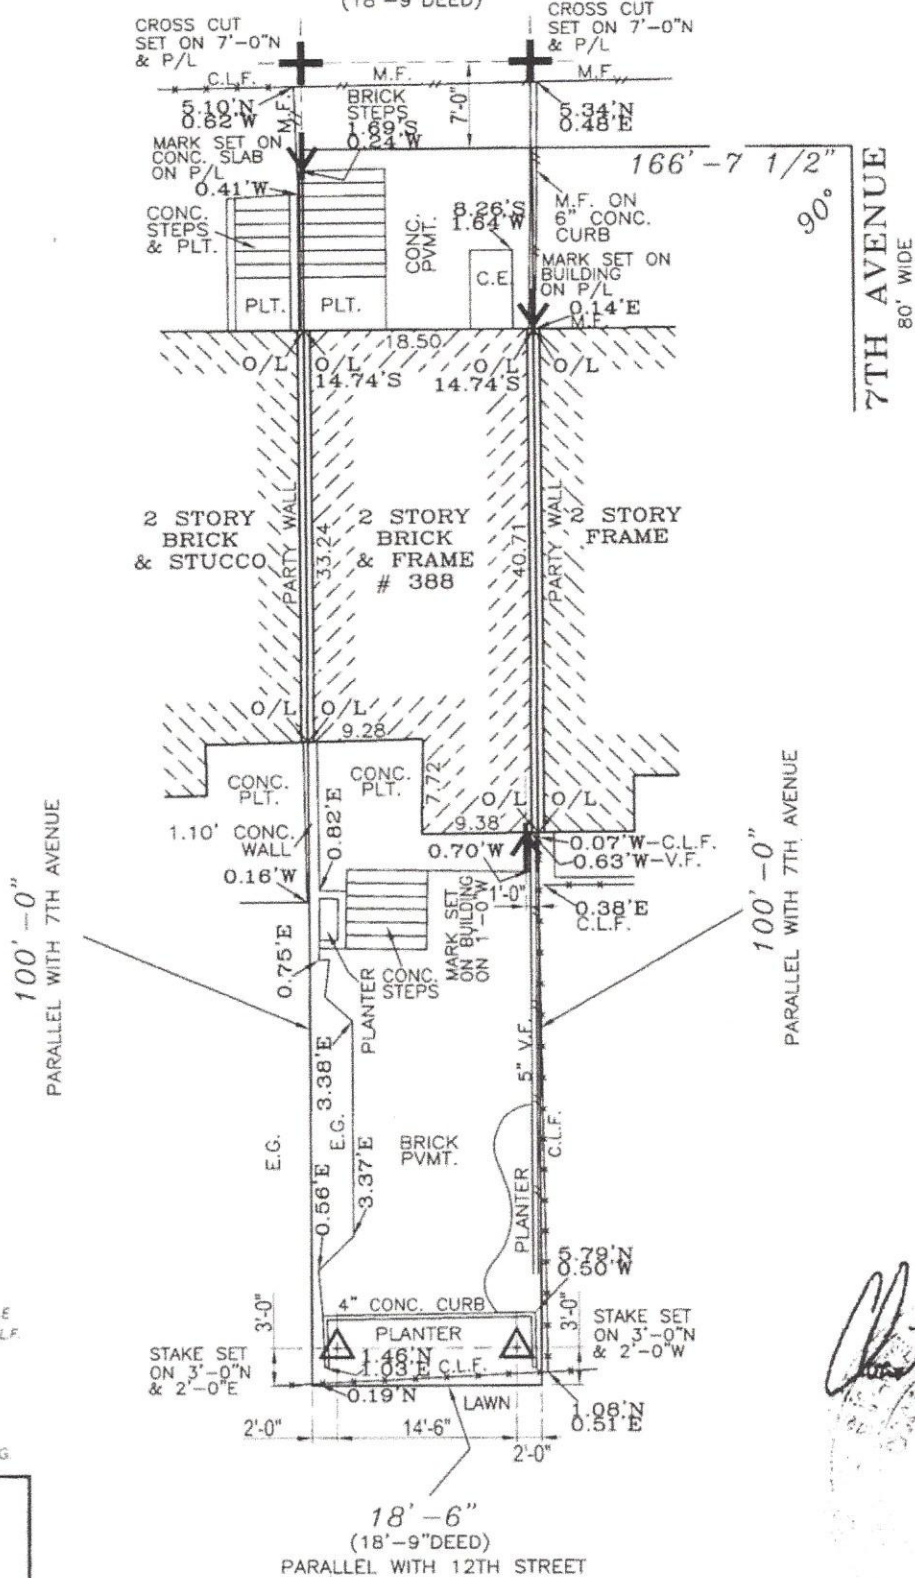 (18'-9"DEED)
CROSS CUT
SET ON 7'-0"N
& P/L
CROSS CUT
SET ON 7'-0"N
& P/L
C.L.F.
M.F.
M.F.
5.10'N
0.62'W
M.F.
BRICK
STEPS
1.69'S
0.24'W
7'-0"
5.34'N
0.48'E
MARK SET ON
CONC. SLAB
ON P/L
0.41'W
166'-7 1/2"
90°
7TH AVENUE
80' WIDE
CONC.
STEPS
& PLT.
CONC.
PVMT.
8.26'S
1.64'W
M.F. ON
6" CONC.
CURB
C.E.
MARK SET ON
BUILDING
ON P/L
0.14'E
M.F.
PLT.
PLT.
18.50
O/L
O/L
14.74'S
O/L
14.74'S
O/L
2 STORY
BRICK
& STUCCO
PARTY WALL
33.24
2 STORY
BRICK
& FRAME
# 388
40.71
PARTY WALL
2 STORY
FRAME
O/L
O/L
9.28
CONC.
PLT.
CONC.
PLT.
7.72
O/L
O/L
9.38
1.10' CONC.
WALL
0.82'E
0.70'W
0.07'W-C.L.F.
0.63'W-V.F.
0.16'W
1'-0"
0.38'E
C.L.F.
MARK SET
ON BUILDING
ON 1'-0"W
100'-0"
PARALLEL WITH 7TH AVENUE
100'-0"
PARALLEL WITH 7TH AVENUE
0.75'E
PLANTER
CONC.
STEPS
3.38'E
5" V.F.
E.G.
E.G.
BRICK
PVMT.
C.L.F.
0.56'E
3.37'E
PLANTER
5.79'N
0.50'W
3'-0"
4" CONC. CURB
3'-0"
PLANTER
STAKE SET
ON 3'-0"N
& 2'-0"E
1.46'N
1.03'E
C.L.F.
STAKE SET
ON 3'-0"N
& 2'-0"W
0.19'N
LAWN
1.08'N
0.51'E
2'-0"
14'-6"
2'-0"
18'-6"
(18'-9"DEED)
PARALLEL WITH 12TH STREET